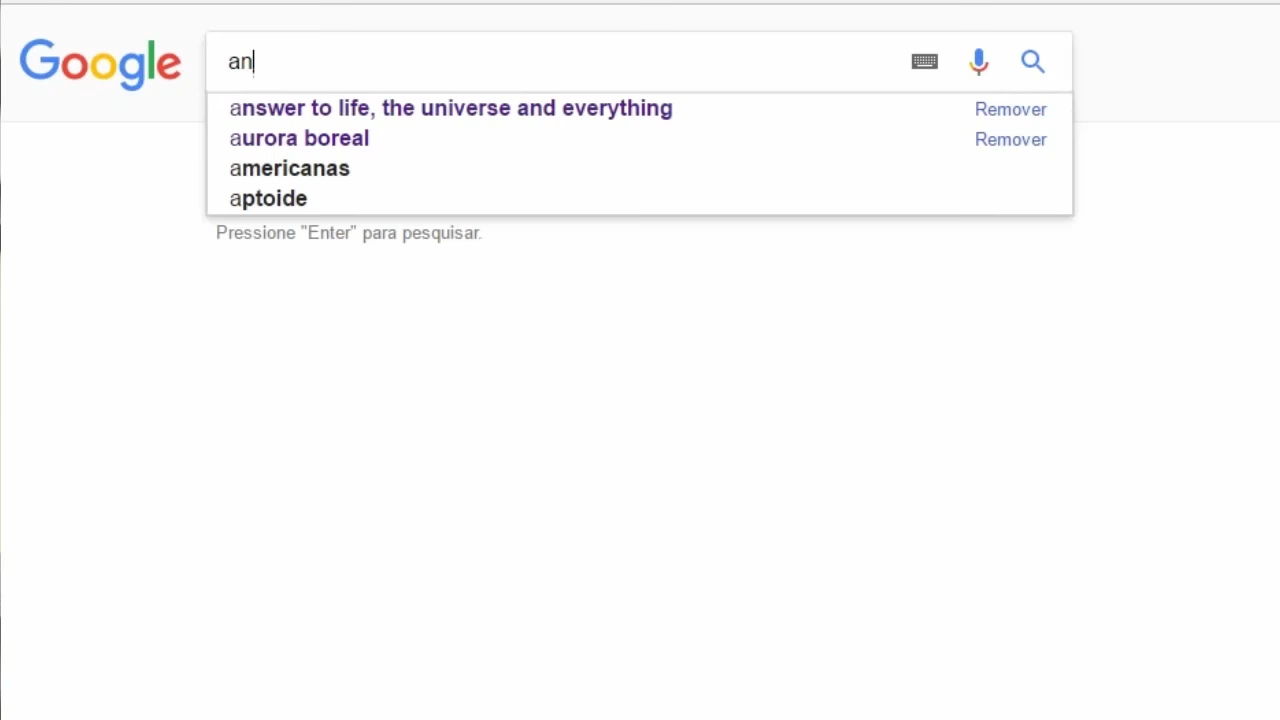 Google
an
answer to life, the universe and everything Remover
aurora boreal Remover
americanas
aptoide
Pressione "Enter" para pesquisar.